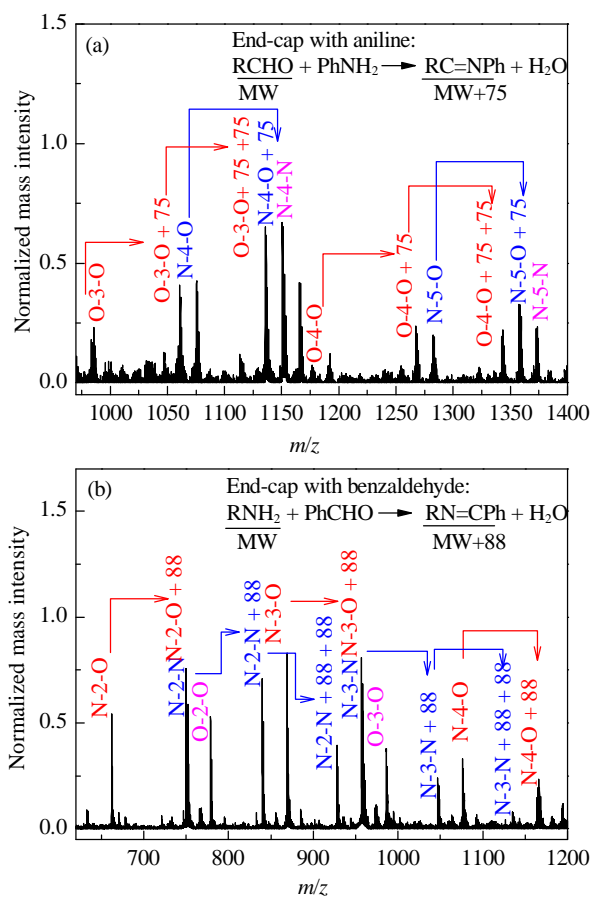 (a)
End-cap with aniline:
RCHO + PhNH₂ → RC=NPh + H₂O
MW MW+75
Normalized mass intensity
1.5
1.0
0.5
0.0
O-3-O
O-3-O + 75
N-4-O
O-3-O+ 75 +75
N-4-O + 75
N-4-N
O-4-O
O-4-O + 75
N-5-O
O-4-O + 75 +75
N-5-O + 75
N-5-N
1000 1050 1100 1150 1200 1250 1300 1350 1400
m/z
(b)
End-cap with benzaldehyde:
RNH₂ + PhCHO → RN=CPh + H₂O
MW MW+88
Normalized mass intensity
1.5
1.0
0.5
0.0
N-2-O
N-2-O + 88
N-2-N
O-2-O
N-2-N + 88
N-3-O
N-2-N + 88 + 88
N-3-O + 88
N-3-N
O-3-O
N-3-N + 88
N-4-O
N-3-N + 88 + 88
N-4-O + 88
700 800 900 1000 1100 1200
m/z